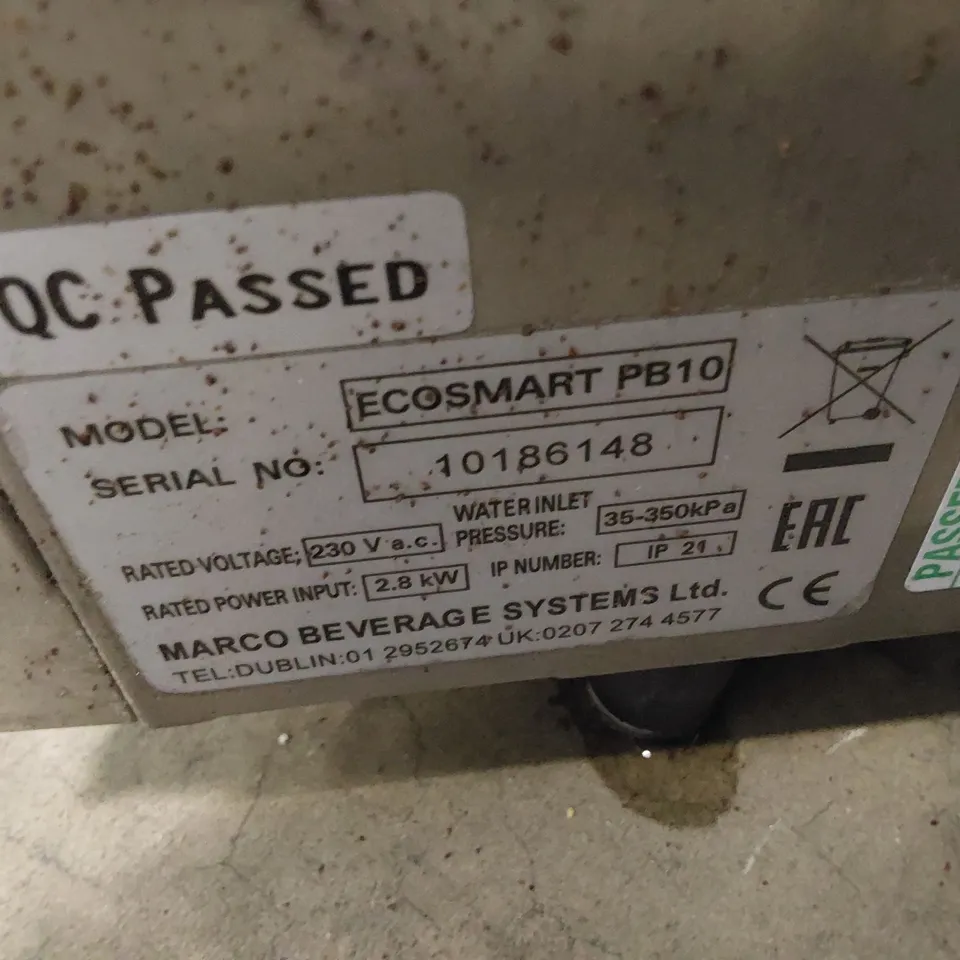 QC PASSED
MODEL: ECOSMART PB10
SERIAL NO: 10186148
RATED VOLTAGE: 230 V a.c. WATER INLET PRESSURE: 35-350kPa
RATED POWER INPUT: 2.8 kW IP NUMBER: IP 21
MARCO BEVERAGE SYSTEMS Ltd.
TEL:DUBLIN:01 2952674 UK:0207 274 4577
EAC
CE
PASSE